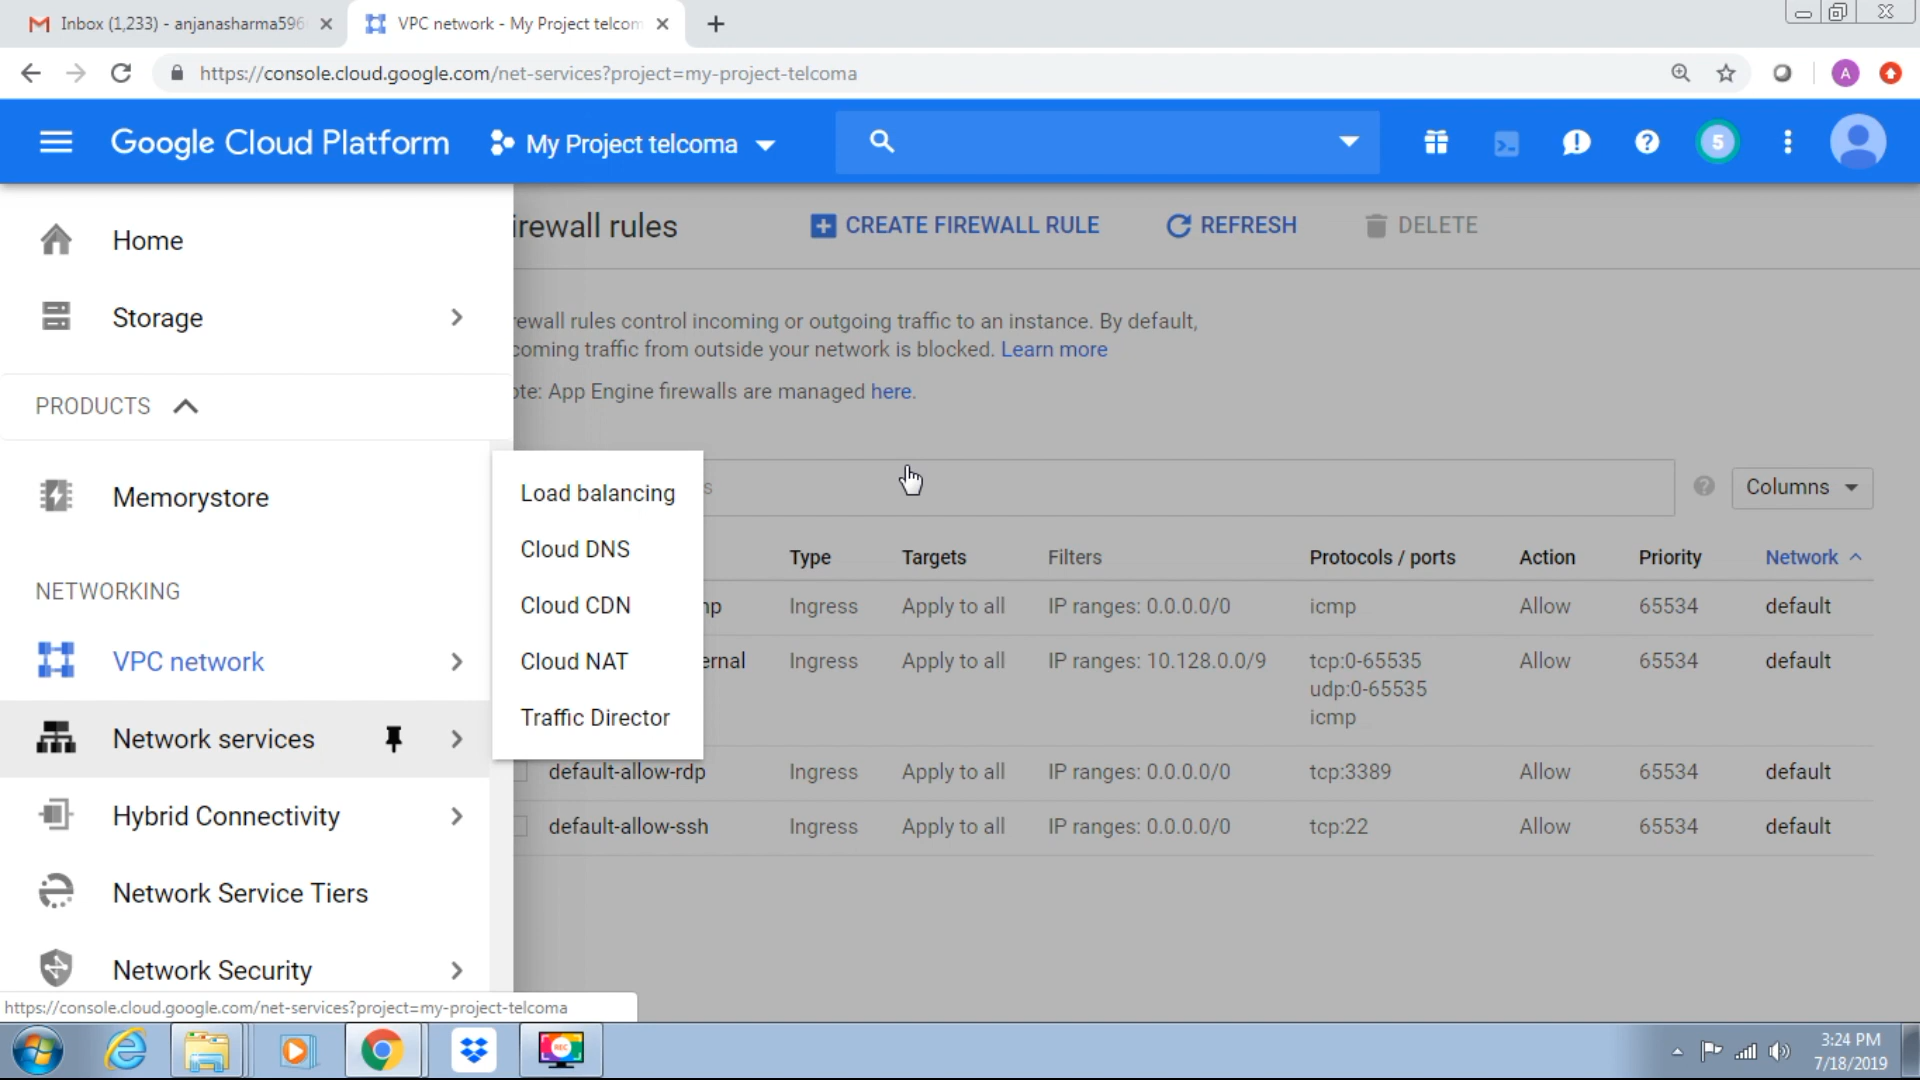 Inbox (1,233) - anjanasharma596
VPC network - My Project telcom
https://console.cloud.google.com/net-services?project=my-project-telcoma
A
Google Cloud Platform
My Project telcoma
5
Home
Storage
PRODUCTS
Memorystore
NETWORKING
VPC network
Network services
Hybrid Connectivity
Network Service Tiers
Network Security
Load balancing
Cloud DNS
Cloud CDN
Cloud NAT
Traffic Director
irewall rules
CREATE FIREWALL RULE
REFRESH
DELETE
ewall rules control incoming or outgoing traffic to an instance. By default,
coming traffic from outside your network is blocked. Learn more
ote: App Engine firewalls are managed here.
s
Columns
Type Targets Filters Protocols / ports Action Priority Network
np Ingress Apply to all IP ranges: 0.0.0.0/0 icmp Allow 65534 default
ernal Ingress Apply to all IP ranges: 10.128.0.0/9 tcp:0-65535 Allow 65534 default
udp:0-65535
icmp
default-allow-rdp Ingress Apply to all IP ranges: 0.0.0.0/0 tcp:3389 Allow 65534 default
default-allow-ssh Ingress Apply to all IP ranges: 0.0.0.0/0 tcp:22 Allow 65534 default
https://console.cloud.google.com/net-services?project=my-project-telcoma
REC
3:24 PM
7/18/2019